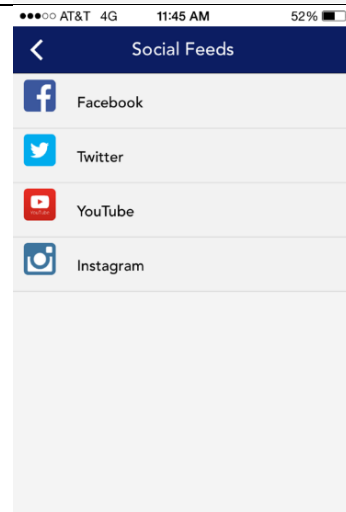 AT&T 4G 11:45 AM 52%
Social Feeds
Facebook
Twitter
YouTube
Instagram